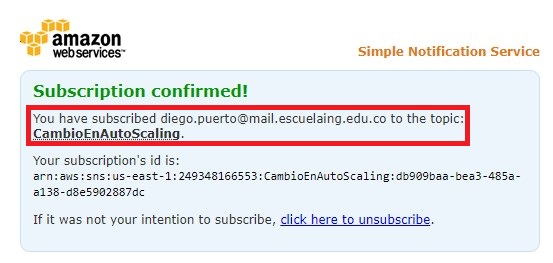 amazon
webservices™
Simple Notification Service
Subscription confirmed!
You have subscribed diego.puerto@mail.escuelaing.edu.co to the topic:
CambioEnAutoScaling.
Your subscription's id is:
arn:aws:sns:us-east-1:249348166553:CambioEnAutoScaling:db909baa-bea3-485a-
a138-d8e5902887dc
If it was not your intention to subscribe, click here to unsubscribe.